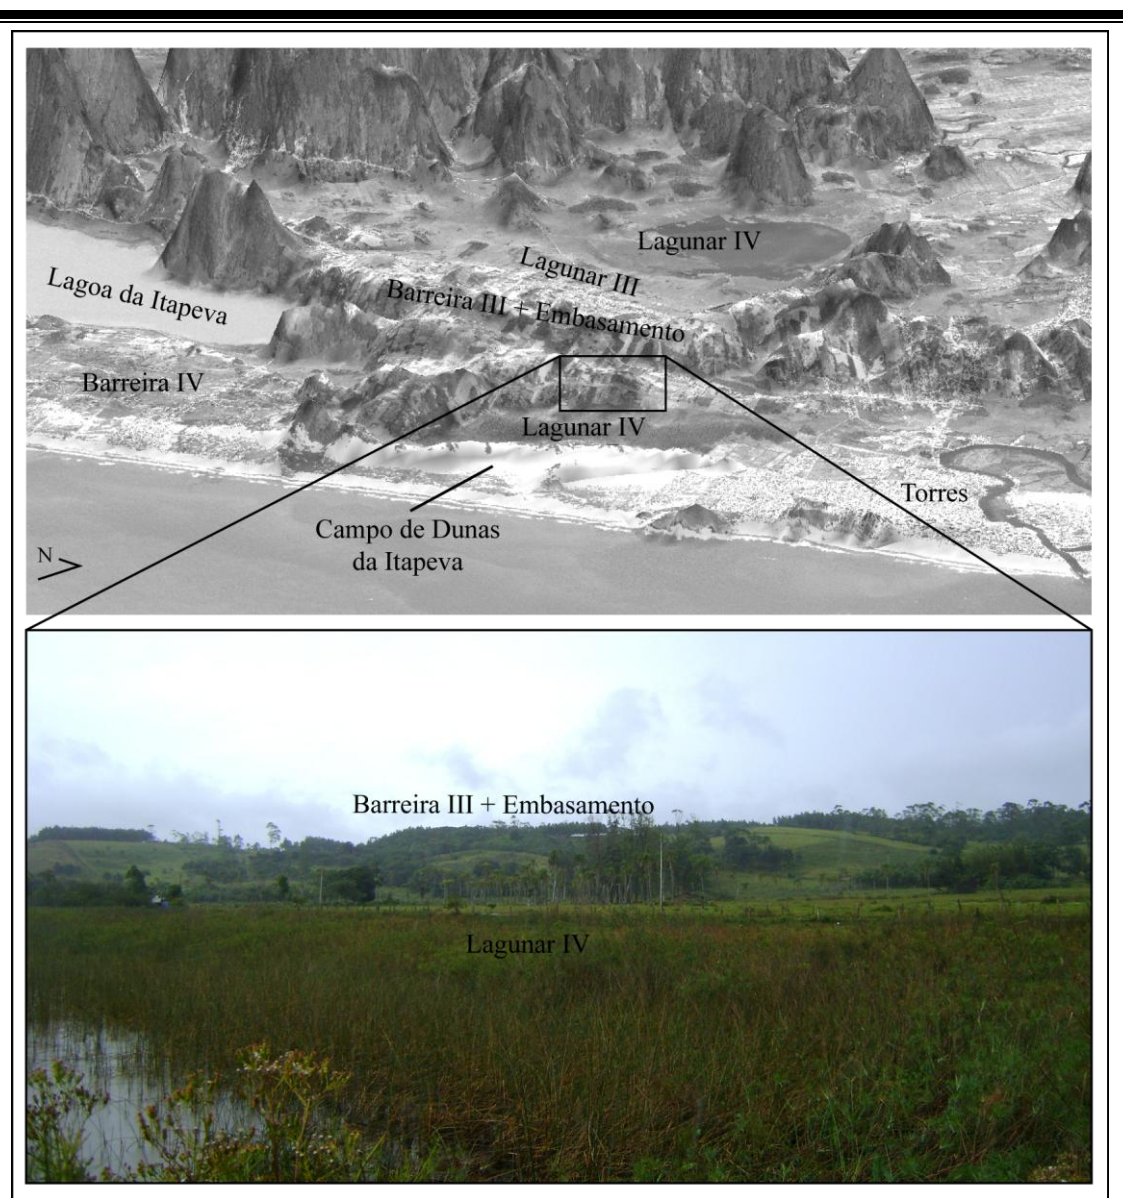 Lagunar IV
Lagunar III
Lagoa da
Itapeva
Barreira III + Embasamento
Barreira IV
Lagunar IV
Torres
Campo de Dunas
da Itapeva
N
Barreira III + Embasamento
Lagunar IV